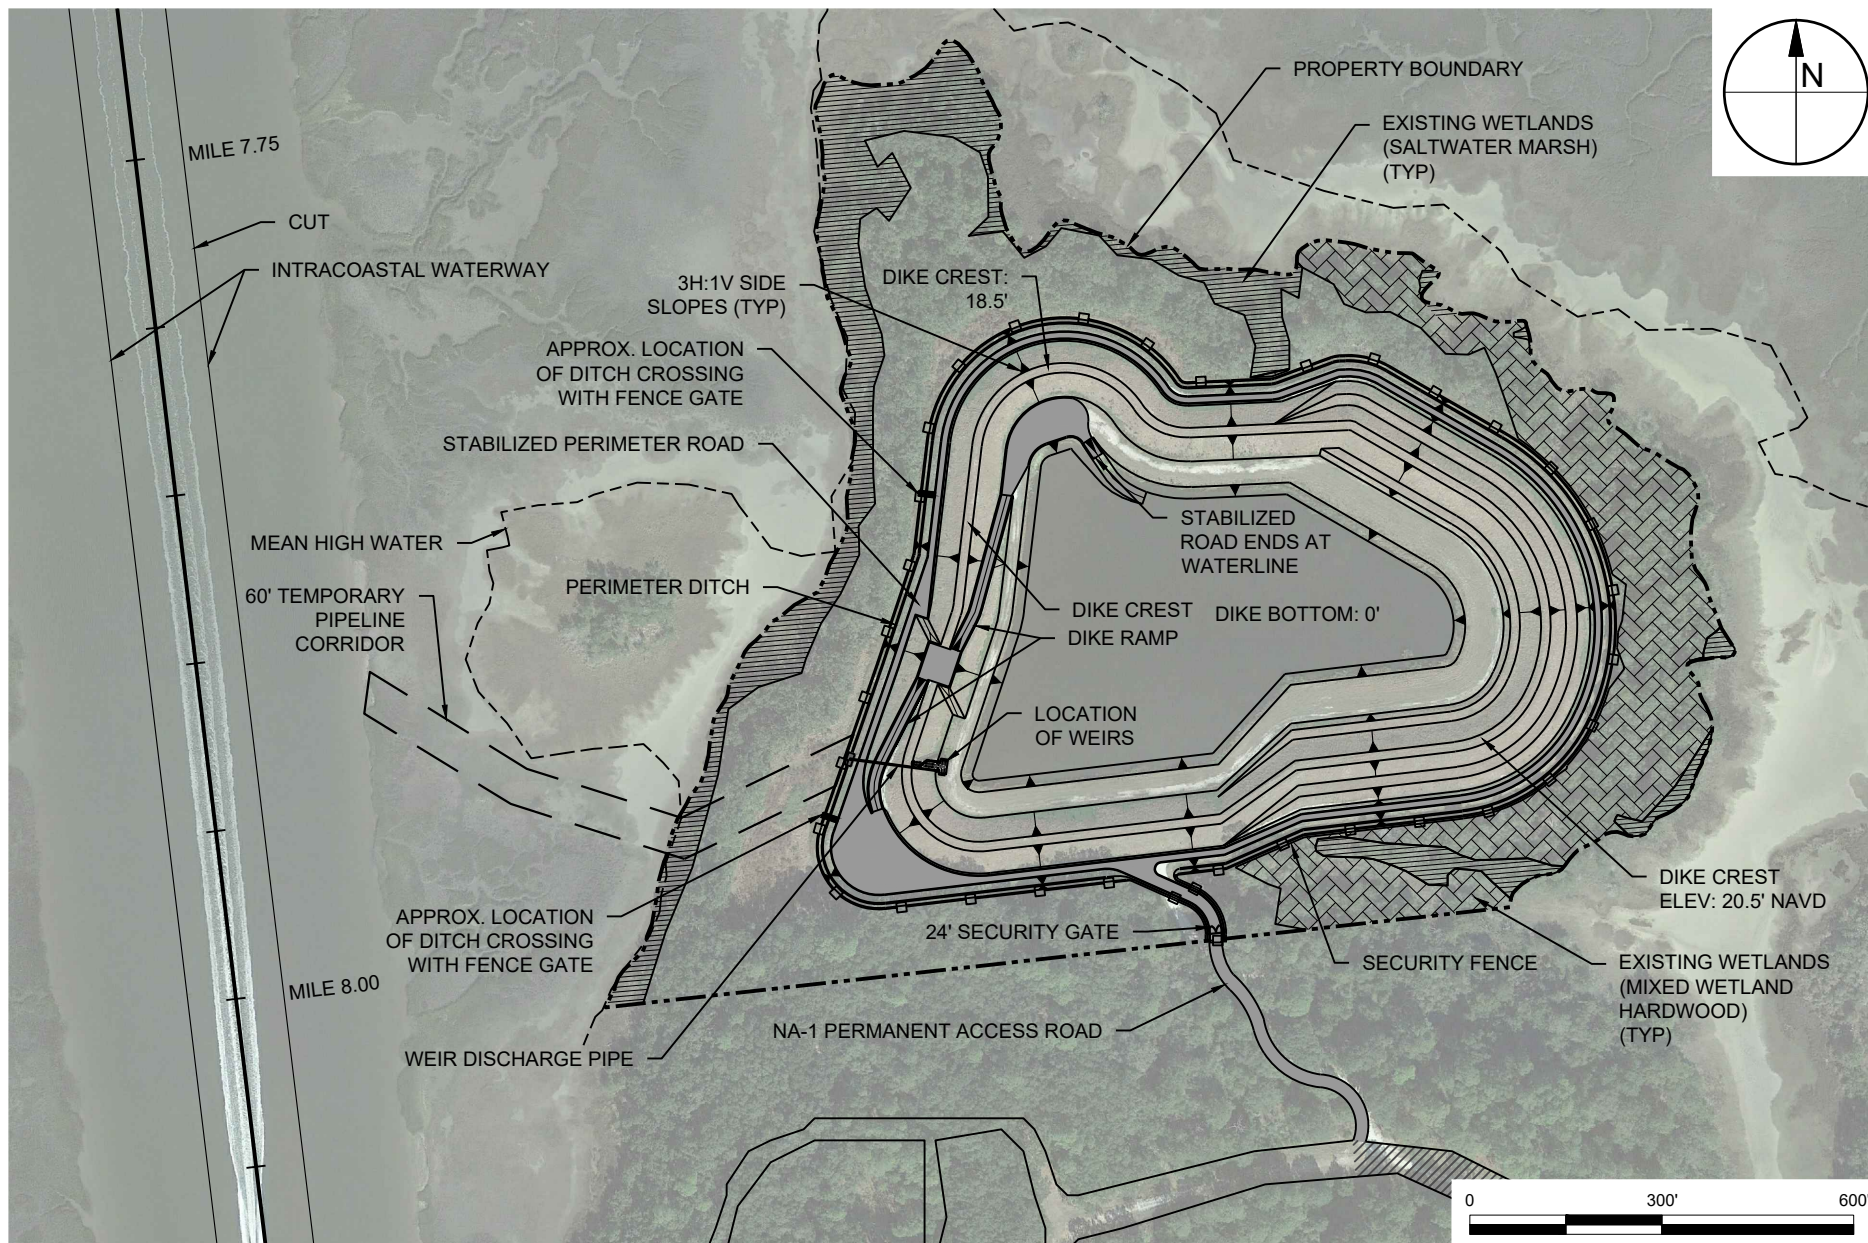 N
PROPERTY BOUNDARY
EXISTING WETLANDS
(SALTWATER MARSH)
(TYP)
MILE 7.75
CUT
INTRACOASTAL WATERWAY
3H:1V SIDE
SLOPES (TYP)
DIKE CREST:
18.5'
APPROX. LOCATION
OF DITCH CROSSING
WITH FENCE GATE
STABILIZED PERIMETER ROAD
STABILIZED
ROAD ENDS AT
WATERLINE
MEAN HIGH WATER
PERIMETER DITCH
60' TEMPORARY
PIPELINE
CORRIDOR
DIKE CREST
DIKE BOTTOM: 0'
DIKE RAMP
LOCATION
OF WEIRS
DIKE CREST
ELEV: 20.5' NAVD
APPROX. LOCATION
OF DITCH CROSSING
WITH FENCE GATE
24' SECURITY GATE
SECURITY FENCE
EXISTING WETLANDS
(MIXED WETLAND
HARDWOOD)
(TYP)
MILE 8.00
NA-1 PERMANENT ACCESS ROAD
WEIR DISCHARGE PIPE
0 300' 600'